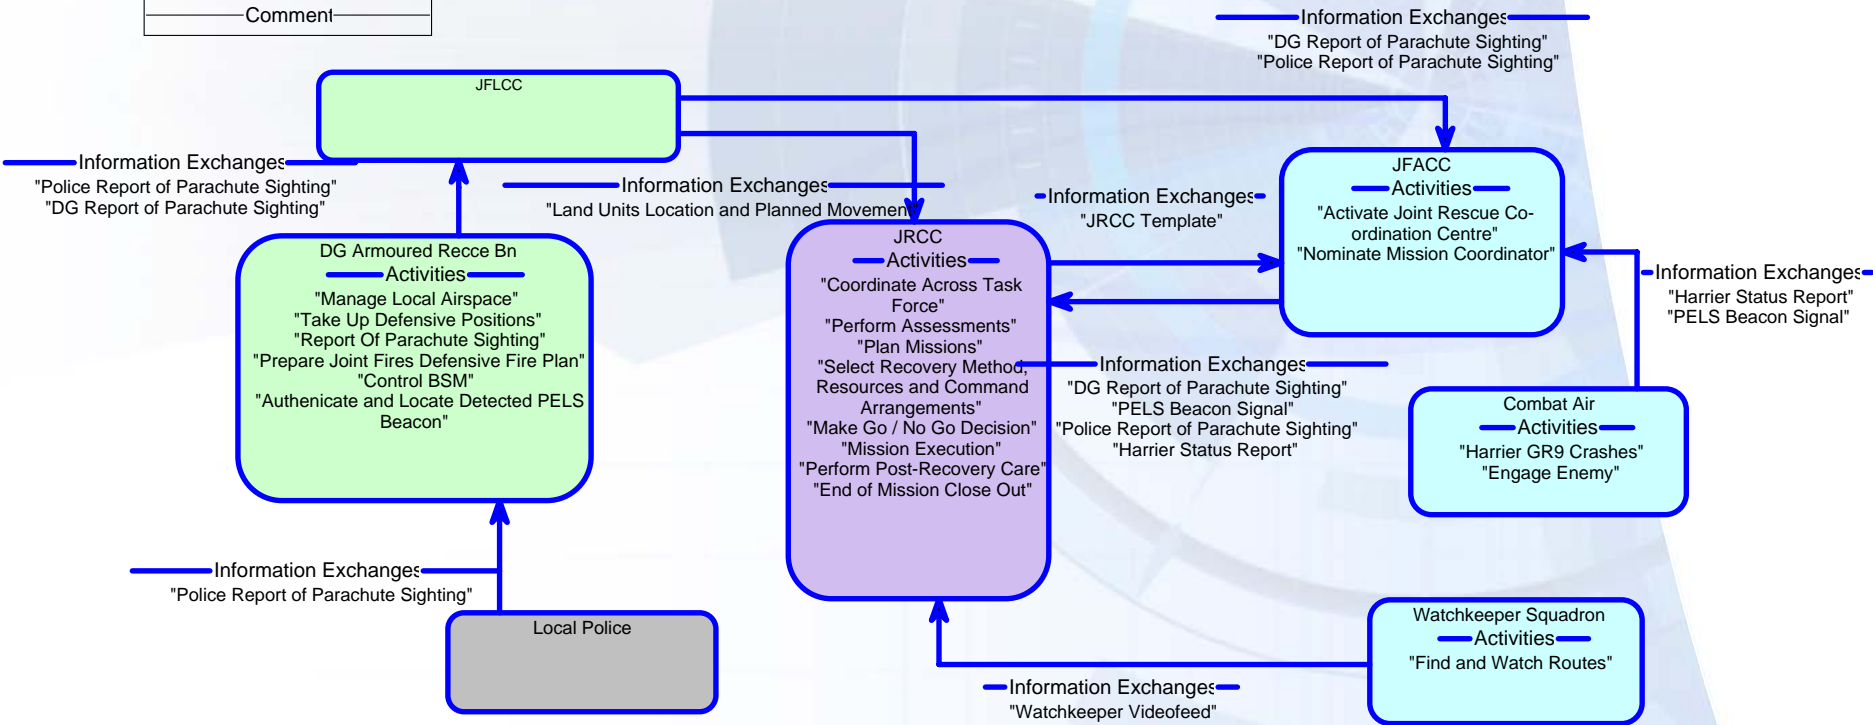 Comment
Information Exchanges
"DG Report of Parachute Sighting"
"Police Report of Parachute Sighting"
JFLCC
Information Exchanges
"Police Report of Parachute Sighting"
"DG Report of Parachute Sighting"
Information Exchanges
"Land Units Location and Planned Movement"
Information Exchanges
"JRCC Template"
JFACC
Activities
"Activate Joint Rescue Co-
ordination Centre"
"Nominate Mission Coordinator"
DG Armoured Recce Bn
Activities
"Manage Local Airspace"
"Take Up Defensive Positions"
"Report Of Parachute Sighting"
"Prepare Joint Fires Defensive Fire Plan"
"Control BSM"
"Authenicate and Locate Detected PELS
Beacon"
JRCC
Activities
"Coordinate Across Task
Force"
"Perform Assessments"
"Plan Missions"
"Select Recovery Method,
Resources and Command
Arrangements"
"Make Go / No Go Decision"
"Mission Execution"
"Perform Post-Recovery Care"
"End of Mission Close Out"
Information Exchanges
"Harrier Status Report"
"PELS Beacon Signal"
Information Exchanges
"DG Report of Parachute Sighting"
"PELS Beacon Signal"
"Police Report of Parachute Sighting"
"Harrier Status Report"
Combat Air
Activities
"Harrier GR9 Crashes"
"Engage Enemy"
Information Exchanges
"Police Report of Parachute Sighting"
Local Police
Watchkeeper Squadron
Activities
"Find and Watch Routes"
Information Exchanges
"Watchkeeper Videofeed"